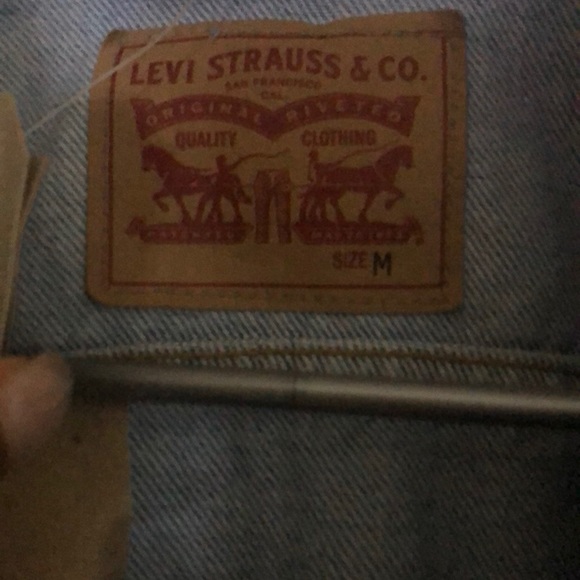 LEVI STRAUSS & CO.
SAN FRANCISCO
CAL.
ORIGINAL RIVETED
QUALITY CLOTHING
SIZE M